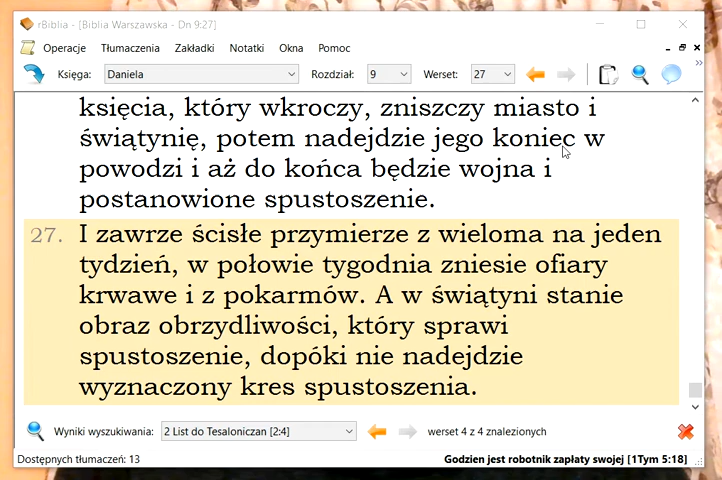 rBiblia - [Biblia Warszawska - Dn 9:27]
Operacje Tłumaczenia Zakładki Notatki Okna Pomoc
Księga: Daniela Rozdział: 9 Werset: 27
księcia, który wkroczy, zniszczy miasto i
świątynię, potem nadejdzie jego koniec w
powodzi i aż do końca będzie wojna i
postanowione spustoszenie.
27. I zawrze ścisłe przymierze z wieloma na jeden
tydzień, w połowie tygodnia zniesie ofiary
krwawe i z pokarmów. A w świątyni stanie
obraz obrzydliwości, który sprawi
spustoszenie, dopóki nie nadejdzie
wyznaczony kres spustoszenia.
Wyniki wyszukiwania: 2 List do Tesaloniczan [2:4] werset 4 z 4 znalezionych
Dostępnych tłumaczeń: 13 Godzien jest robotnik zapłaty swojej [1Tym 5:18]